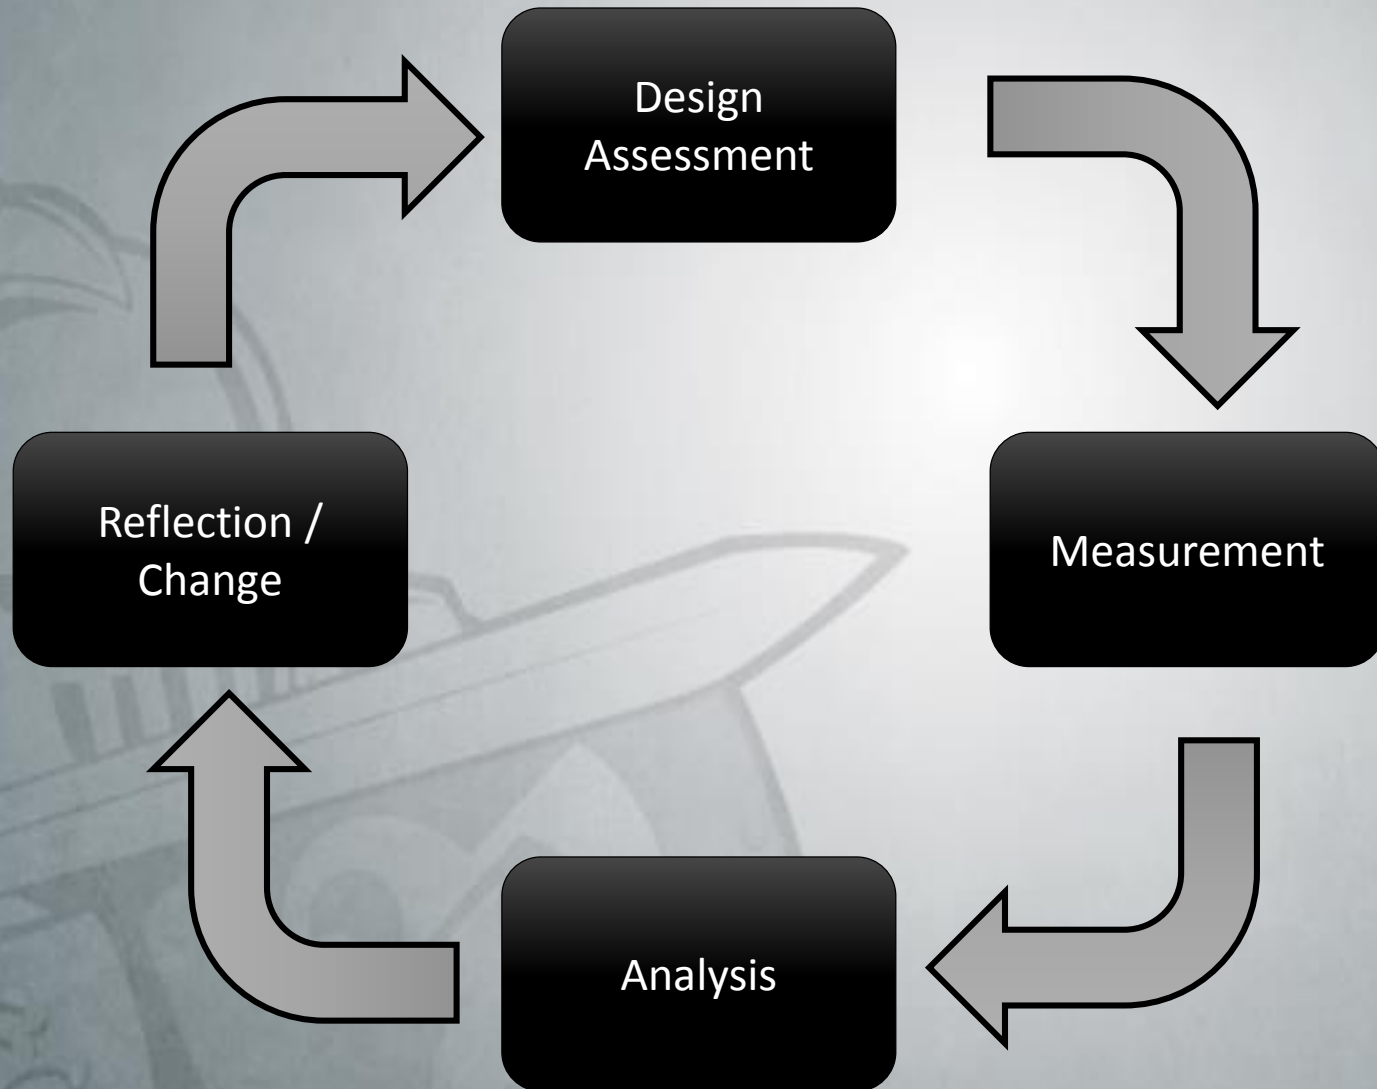 Design
Assessment
Measurement
Analysis
Reflection /
Change